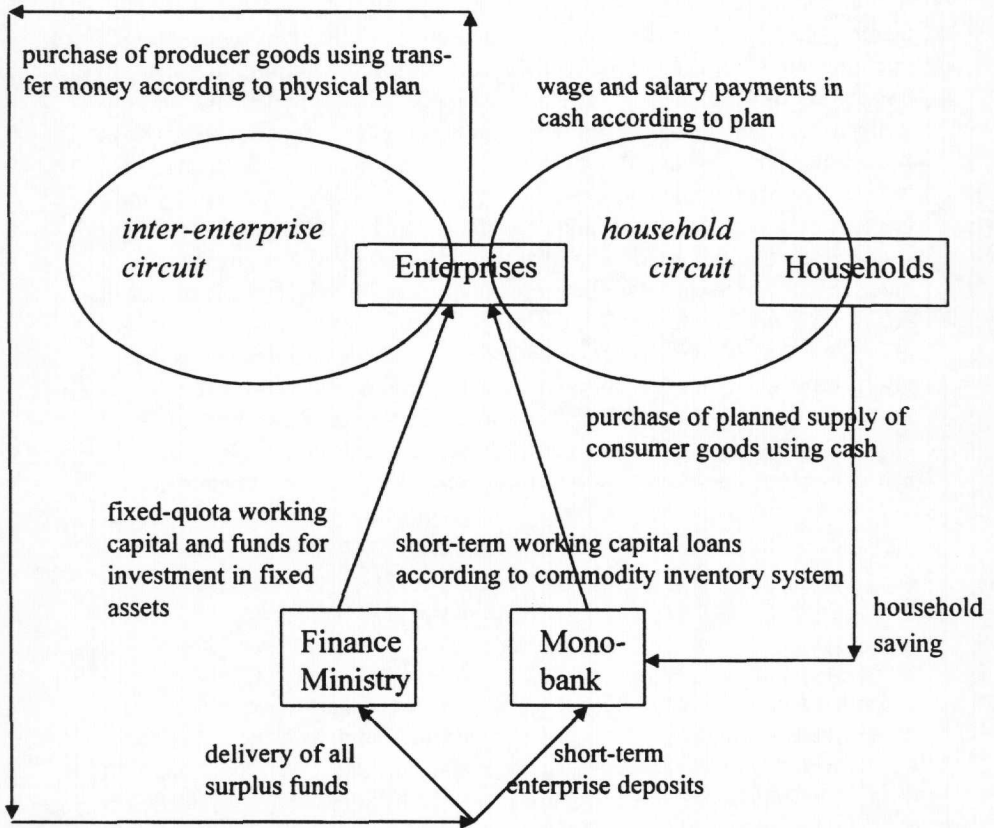 purchase of producer goods using trans-
fer money according to physical plan
wage and salary payments in
cash according to plan
inter-enterprise
circuit
Enterprises
household
circuit
Households
purchase of planned supply of
consumer goods using cash
fixed-quota working
capital and funds for
investment in fixed
assets
short-term working capital loans
according to commodity inventory system
Finance
Ministry
Mono-
bank
household
saving
delivery of all
surplus funds
short-term
enterprise deposits